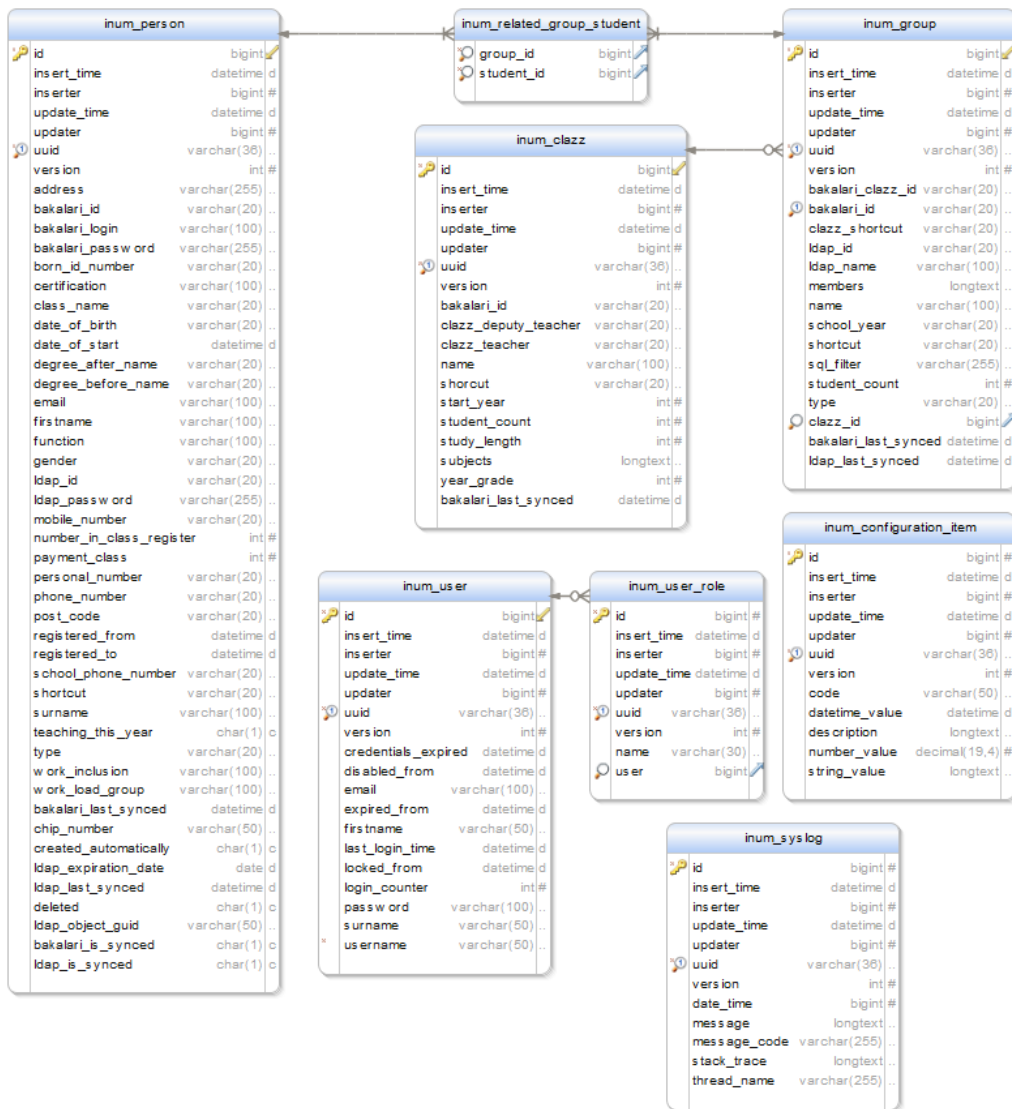 inum_person
id bigint
insert_time datetime d
inserter bigint #
update_time datetime d
updater bigint #
uuid varchar(36) ..
version int #
address varchar(255) ..
bakalari_id varchar(20) ..
bakalari_login varchar(100) ..
bakalari_password varchar(255) ..
born_id_number varchar(20) ..
certification varchar(100) ..
class_name varchar(20) ..
date_of_birth varchar(20) ..
date_of_start datetime d
degree_after_name varchar(20) ..
degree_before_name varchar(20) ..
email varchar(100) ..
firstname varchar(100) ..
function varchar(100) ..
gender varchar(20) ..
ldap_id varchar(20) ..
ldap_password varchar(255) ..
mobile_number varchar(20) ..
number_in_class_register int #
payment_class int #
personal_number varchar(20) ..
phone_number varchar(20) ..
post_code varchar(20) ..
registered_from datetime d
registered_to datetime d
school_phone_number varchar(20) ..
shortcut varchar(20) ..
surname varchar(100) ..
teaching_this_year char(1) c
type varchar(20) ..
work_inclusion varchar(100) ..
work_load_group varchar(100) ..
bakalari_last_synced datetime d
chip_number varchar(50) ..
created_automatically char(1) c
ldap_expiration_date date d
ldap_last_synced datetime d
deleted char(1) c
ldap_object_guid varchar(50) ..
bakalari_is_synced char(1) c
ldap_is_synced char(1) c
inum_related_group_student
group_id bigint
student_id bigint
inum_group
id bigint
insert_time datetime d
inserter bigint #
update_time datetime d
updater bigint #
uuid varchar(36) ..
version int #
bakalari_clazz_id varchar(20) ..
bakalari_id varchar(20) ..
clazz_shortcut varchar(20) ..
ldap_id varchar(20) ..
ldap_name varchar(100) ..
members longtext ..
name varchar(100) ..
school_year varchar(20) ..
shortcut varchar(20) ..
sql_filter varchar(255) ..
student_count int #
type varchar(20) ..
clazz_id bigint
bakalari_last_synced datetime d
ldap_last_synced datetime d
inum_clazz
id bigint
insert_time datetime d
inserter bigint #
update_time datetime d
updater bigint #
uuid varchar(36) ..
version int #
bakalari_id varchar(20) ..
clazz_deputy_teacher varchar(20) ..
clazz_teacher varchar(20) ..
name varchar(100) ..
shorcut varchar(20) ..
start_year int #
student_count int #
study_length int #
subjects longtext ..
year_grade int #
bakalari_last_synced datetime d
inum_configuration_item
id bigint #
insert_time datetime d
inserter bigint #
update_time datetime d
updater bigint #
uuid varchar(36) ..
version int #
code varchar(50) ..
datetime_value datetime d
description longtext ..
number_value decimal(19,4) #
string_value longtext ..
inum_user
id bigint
insert_time datetime d
inserter bigint #
update_time datetime d
updater bigint #
uuid varchar(36) ..
version int #
credentials_expired datetime d
disabled_from datetime d
email varchar(100) ..
expired_from datetime d
firstname varchar(50) ..
last_login_time datetime d
locked_from datetime d
login_counter int #
password varchar(100) ..
surname varchar(50) ..
username varchar(50) ..
inum_user_role
id bigint #
insert_time datetime d
inserter bigint #
update_time datetime d
updater bigint #
uuid varchar(36) ..
version int #
name varchar(30) ..
user bigint
inum_syslog
id bigint #
insert_time datetime d
inserter bigint #
update_time datetime d
updater bigint #
uuid varchar(36) ..
version int #
date_time bigint #
message longtext ..
message_code varchar(255) ..
stack_trace longtext ..
thread_name varchar(255) ..